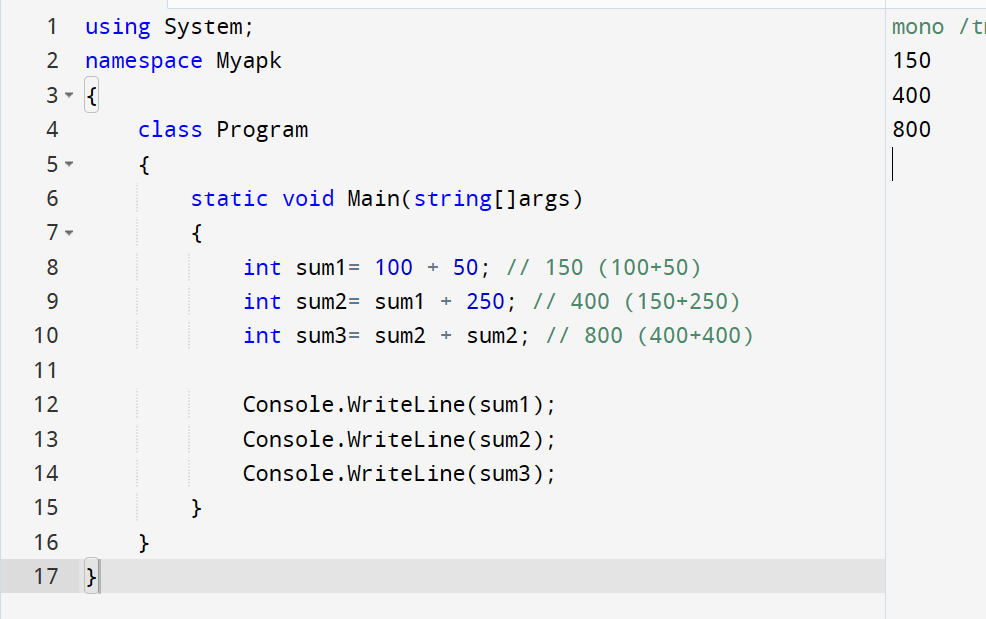 1 using System;
2 namespace Myapk
3 {
4 class Program
5 {
6 static void Main(string[]args)
7 {
8 int sum1= 100 + 50; // 150 (100+50)
9 int sum2= sum1 + 250; // 400 (150+250)
10 int sum3= sum2 + sum2; // 800 (400+400)
11
12 Console.WriteLine(sum1);
13 Console.WriteLine(sum2);
14 Console.WriteLine(sum3);
15 }
16 }
17 }
mono
150
400
800